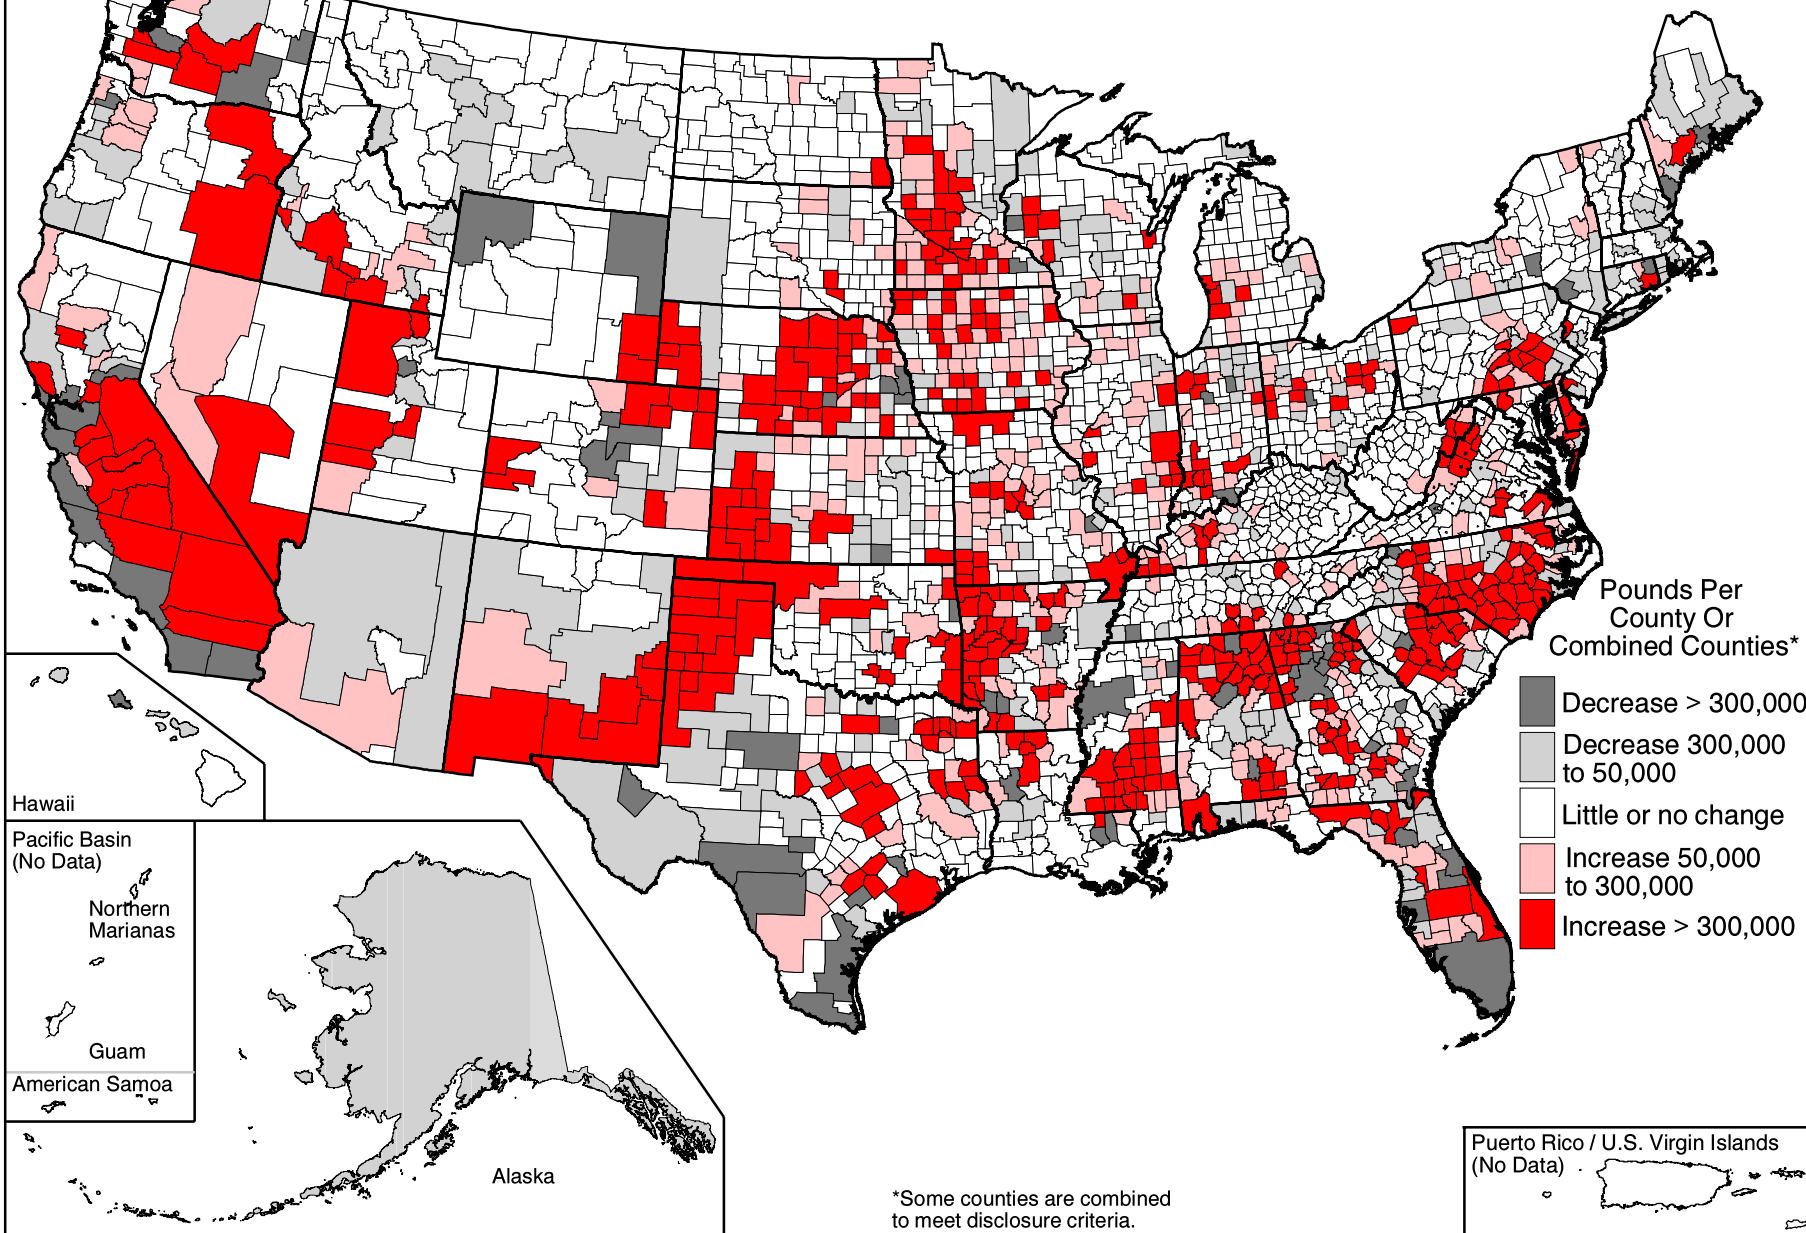 Pounds Per
County Or
Combined Counties*
Decrease > 300,000
Decrease 300,000
to 50,000
Little or no change
Increase 50,000
to 300,000
Increase > 300,000
Hawaii
Pacific Basin
(No Data)
Northern
Marianas
Guam
American Samoa
Alaska
*Some counties are combined
to meet disclosure criteria.
Puerto Rico / U.S. Virgin Islands
(No Data)